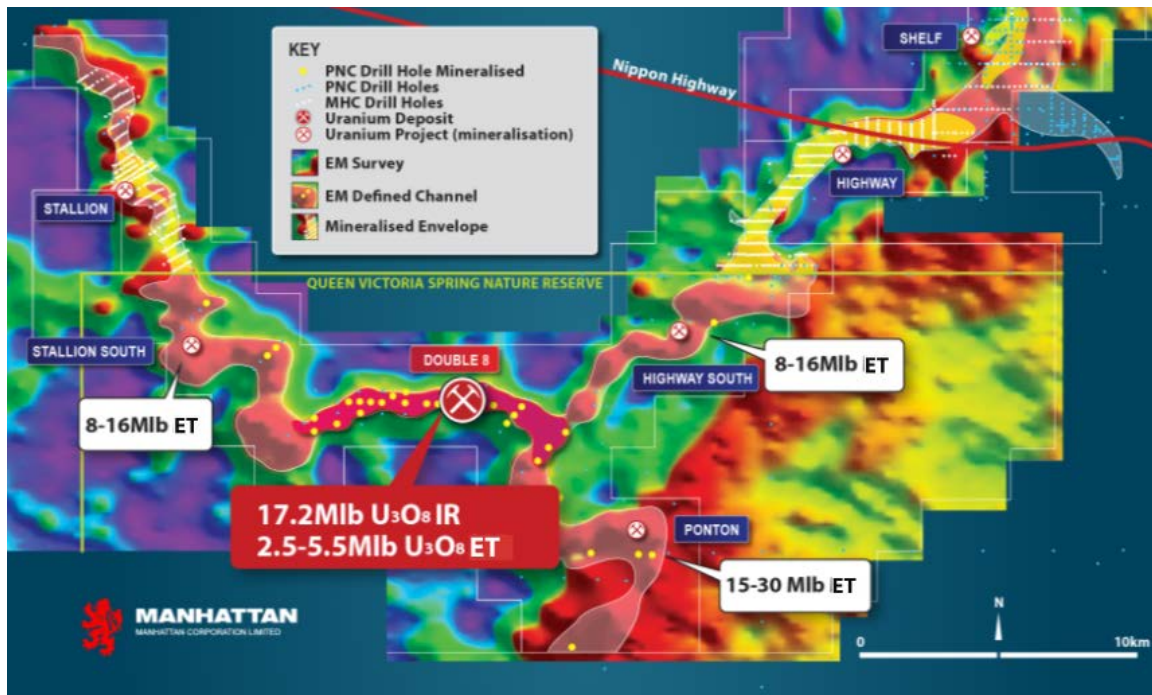 KEY
PNC Drill Hole Mineralised
PNC Drill Holes
MHC Drill Holes
Uranium Deposit
Uranium Project (mineralisation)
EM Survey
EM Defined Channel
Mineralised Envelope
SHELF
Nippon Highway
HIGHWAY
STALLION
QUEEN VICTORIA SPRING NATURE RESERVE
STALLION SOUTH
DOUBLE 8
HIGHWAY SOUTH
8-16Mlb ET
8-16Mlb ET
17.2Mlb U₃O₈ IR
2.5-5.5Mlb U₃O₈ ET
PONTON
15-30 Mlb ET
MANHATTAN
MANHATTAN CORPORATION LIMITED
N
0 10km